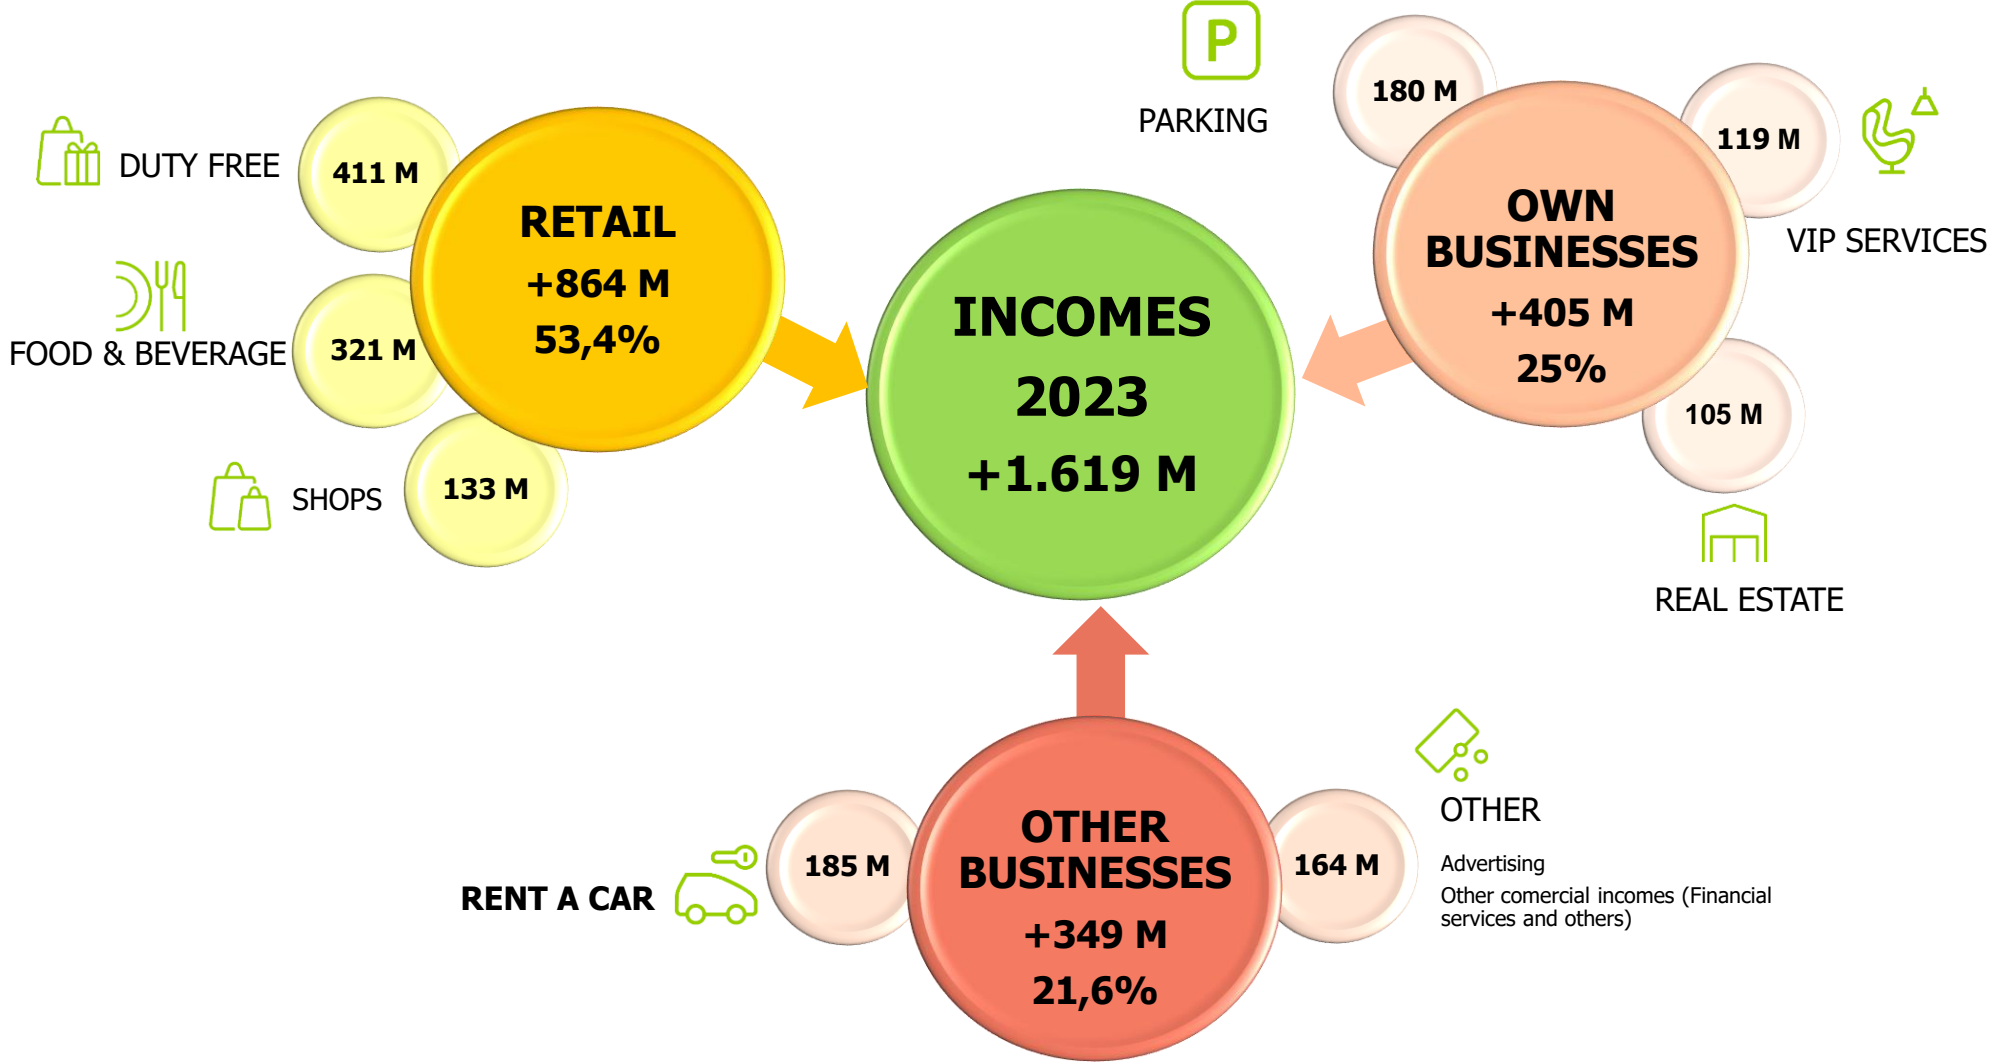 DUTY FREE
411 M
FOOD & BEVERAGE
321 M
SHOPS
133 M
RETAIL
+864 M
53,4%
INCOMES
2023
+1.619 M
P
PARKING
180 M
119 M
VIP SERVICES
OWN
BUSINESSES
+405 M
25%
105 M
REAL ESTATE
RENT A CAR
185 M
OTHER
BUSINESSES
+349 M
21,6%
164 M
OTHER
Advertising
Other comercial incomes (Financial
services and others)